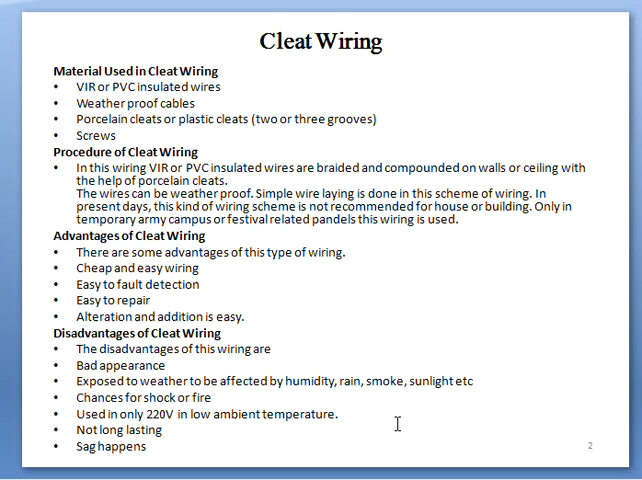 Cleat Wiring
Material Used in Cleat Wiring
• VIR or PVC insulated wires
• Weather proof cables
• Porcelain cleats or plastic cleats (two or three grooves)
• Screws
Procedure of Cleat Wiring
• In this wiring VIR or PVC insulated wires are braided and compounded on walls or ceiling with
the help of porcelain cleats.
The wires can be weather proof. Simple wire laying is done in this scheme of wiring. In
present days, this kind of wiring scheme is not recommended for house or building. Only in
temporary army campus or festival related pandels this wiring is used.
Advantages of Cleat Wiring
• There are some advantages of this type of wiring.
• Cheap and easy wiring
• Easy to fault detection
• Easy to repair
• Alteration and addition is easy.
Disadvantages of Cleat Wiring
• The disadvantages of this wiring are
• Bad appearance
• Exposed to weather to be affected by humidity, rain, smoke, sunlight etc
• Chances for shock or fire
• Used in only 220V in low ambient temperature.
• Not long lasting
• Sag happens
2